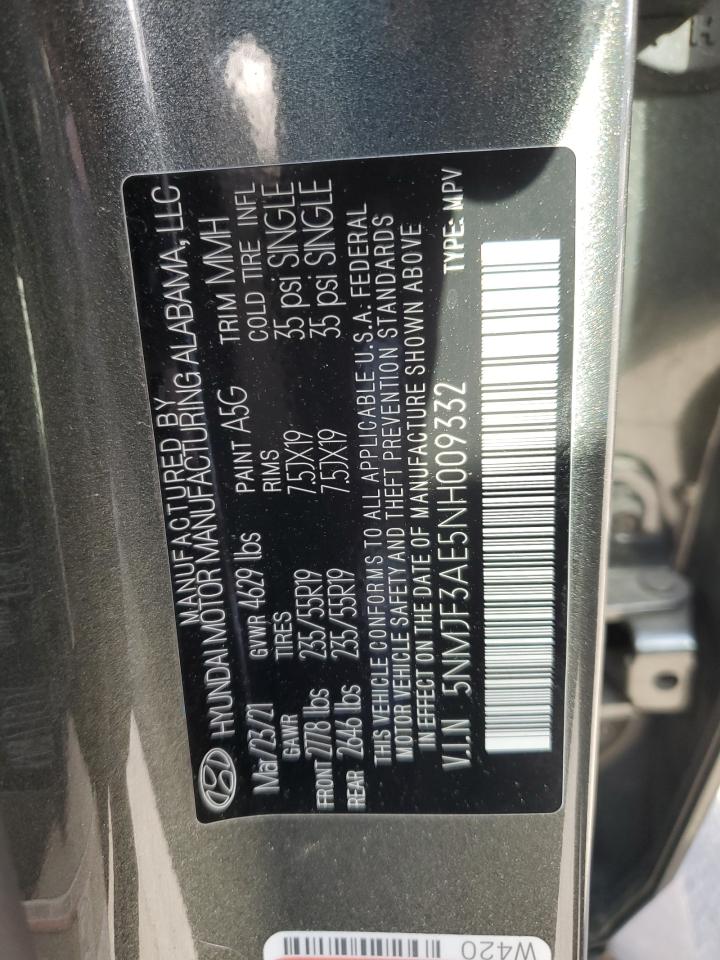 MANUFACTURED BY
HYUNDAI MOTOR MANUFACTURING ALABAMA, LLC
Mar/23/21 GVWR 4629 lbs PAINT A5G TRIM MMH
GAWR TIRES RIMS COLD TIRE INFL
FRONT 2778 lbs 235/55R19 7.5JX19 35 psi SINGLE
REAR 2646 lbs 235/55R19 7.5JX19 35 psi SINGLE
THIS VEHICLE CONFORMS TO ALL APPLICABLE U.S.A. FEDERAL
MOTOR VEHICLE SAFETY AND THEFT PREVENTION STANDARDS
IN EFFECT ON THE DATE OF MANUFACTURE SHOWN ABOVE
V.I.N 5NMJF3AE5NH009332 TYPE: MPV
W420